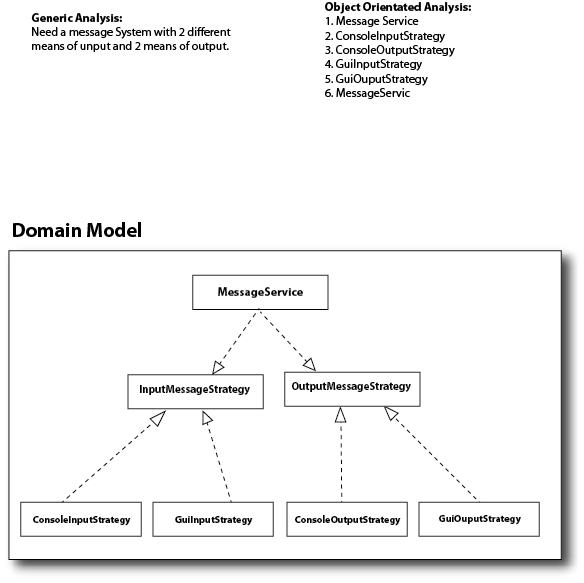 Generic Analysis:
Need a message System with 2 different
means of unput and 2 means of output.
Object Orientated Analysis:
1. Message Service
2. ConsoleInputStrategy
3. ConsoleOutputStrategy
4. GuiInputStrategy
5. GuiOuputStrategy
6. MessageServic
Domain Model
MessageService
InputMessageStrategy
OutputMessageStrategy
ConsoleInputStrategy
GuiInputStrategy
ConsoleOutputStrategy
GuiOuputStrategy